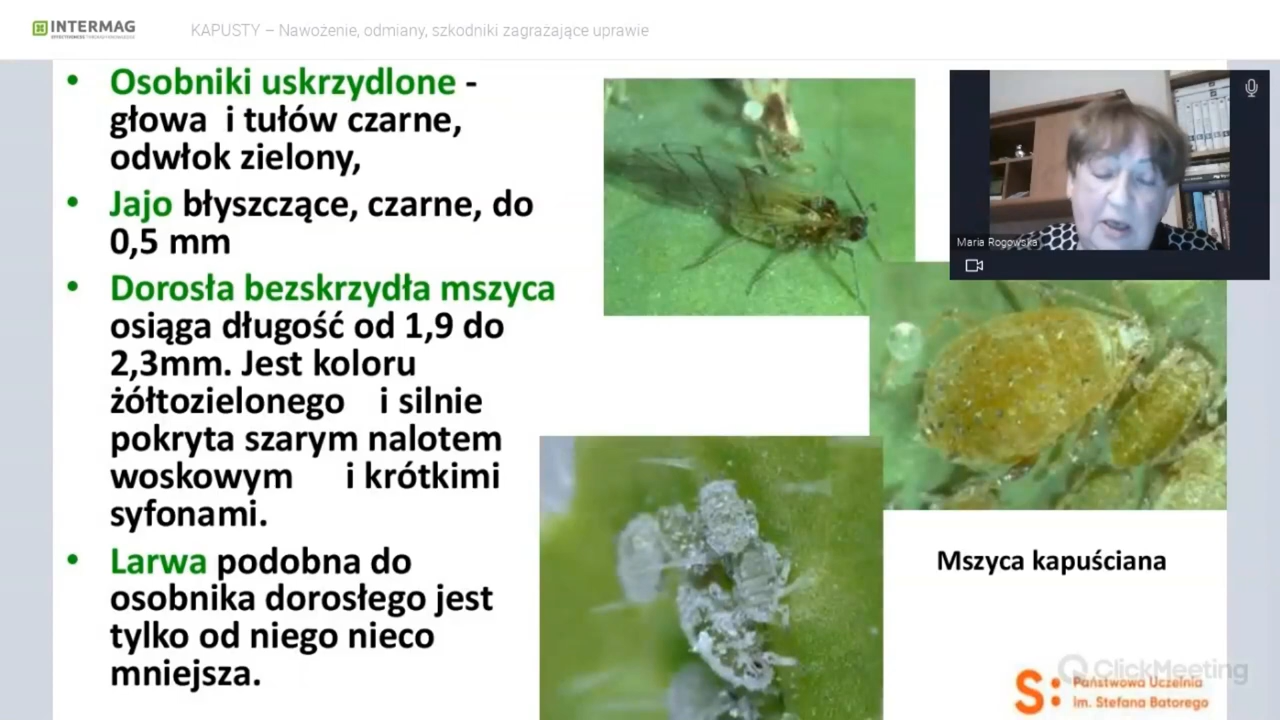 INTERMAG
KAPUSTY – Nawożenie, odmiany, szkodniki zagrażające uprawie
• Osobniki uskrzydlone -
głowa i tułów czarne,
odwłok zielony,
• Jajo błyszczące, czarne, do
0,5 mm
• Dorosła bezskrzydła mszyca
osiąga długość od 1,9 do
2,3mm. Jest koloru
żółtozielonego i silnie
pokryta szarym nalotem
woskowym i krótkimi
syfonami.
• Larwa podobna do
osobnika dorosłego jest
tylko od niego nieco
mniejsza.
Maria Rogowska
Mszyca kapuściana
ClickMeeting
S:
Państwowa Uczelnia
Im. Stefana Batorego